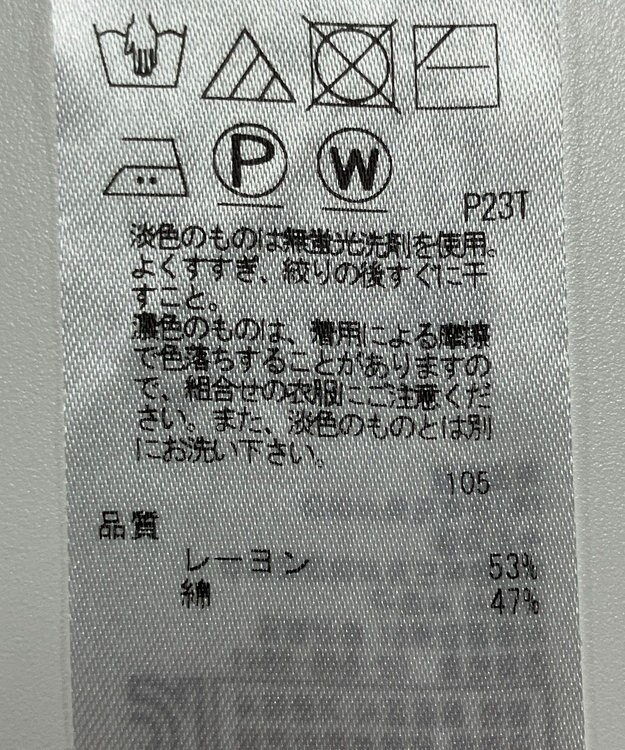 P W
P23T
淡色のものは無蛍光洗剤を使用。
よくすすぎ、絞りの後すぐに干
すこと。
濃色のものは、着用による摩擦
で色落ちすることがありますの
で、組合せの衣服にご注意くだ
さい。また、淡色のものとは別
にお洗い下さい。
105
品質
レーヨン 53%
綿 47%